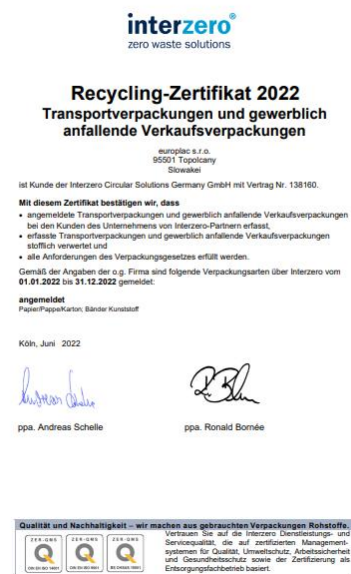 interzero®
zero waste solutions
Recycling-Zertifikat 2022
Transportverpackungen und gewerblich
anfallende Verkaufsverpackungen
europlac s.r.o.
95501 Topolcany
Slowakei
ist Kunde der Interzero Circular Solutions Germany GmbH mit Vertrag Nr. 138160.
Mit diesem Zertifikat bestätigen wir, dass
• angemeldete Transportverpackungen und gewerblich anfallende Verkaufsverpackungen
bei den Kunden des Unternehmens von Interzero-Partnern erfasst,
• erfasste Transportverpackungen und gewerblich anfallende Verkaufsverpackungen
stofflich verwertet und
• alle Anforderungen des Verpackungsgesetzes erfüllt werden.
Gemäß der Angaben der o.g. Firma sind folgende Verpackungsarten über Interzero vom
01.01.2022 bis 31.12.2022 gemeldet:
angemeldet
Papier/Pappe/Karton; Bänder Kunststoff
Köln, Juni 2022
ppa. Andreas Schelle
ppa. Ronald Bornée
Qualität und Nachhaltigkeit – wir machen aus gebrauchten Verpackungen Rohstoffe.
ZER-QMS ZER-QMS ZER-QMS
Vertrauen Sie auf die Interzero Dienstleistungs- und
Servicequalität, die auf zertifizierten Management-
systemen für Qualität, Umweltschutz, Arbeitssicherheit
und Gesundheitsschutz sowie der Zertifizierung als
Entsorgungsfachbetrieb basiert.